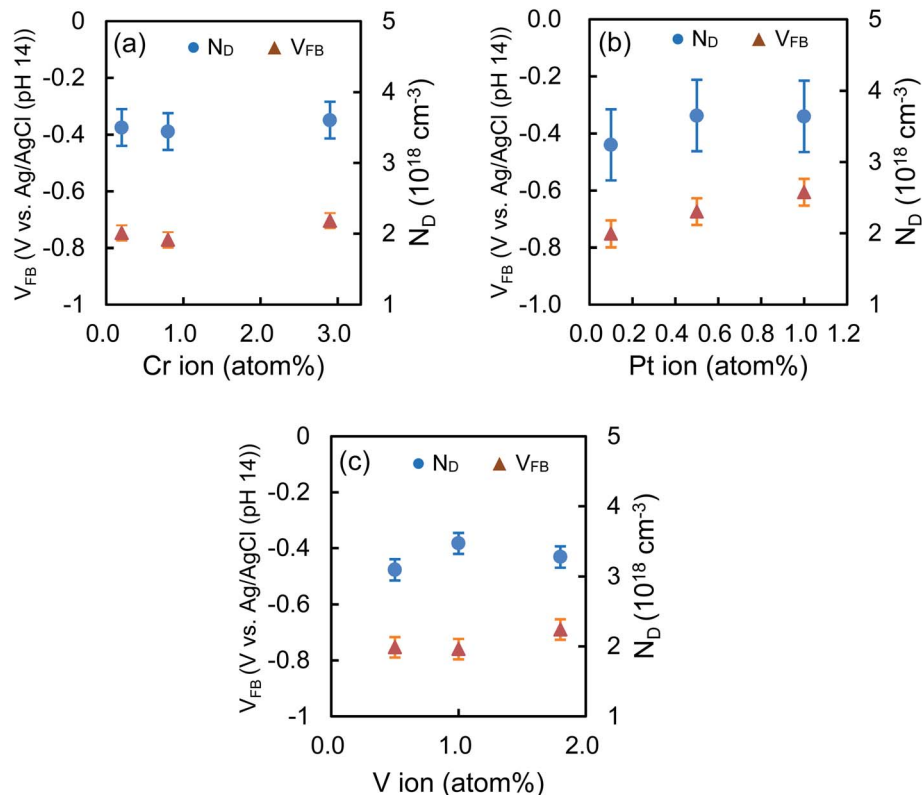 (a) N_D V_FB
0
-0.2
-0.4
-0.6
-0.8
-1
V_FB (V vs. Ag/AgCl (pH 14))
5
4
3
2
1
N_D (10^18 cm^-3)
0.0 1.0 2.0 3.0
Cr ion (atom%)
(b) N_D V_FB
0.0
-0.2
-0.4
-0.6
-0.8
-1.0
V_FB (V vs. Ag/AgCl (pH 14))
5
4
3
2
1
N_D (10^18 cm^-3)
0.0 0.2 0.4 0.6 0.8 1.0 1.2
Pt ion (atom%)
(c) N_D V_FB
0
-0.2
-0.4
-0.6
-0.8
-1
V_FB (V vs. Ag/AgCl (pH 14))
5
4
3
2
1
N_D (10^18 cm^-3)
0.0 1.0 2.0
V ion (atom%)